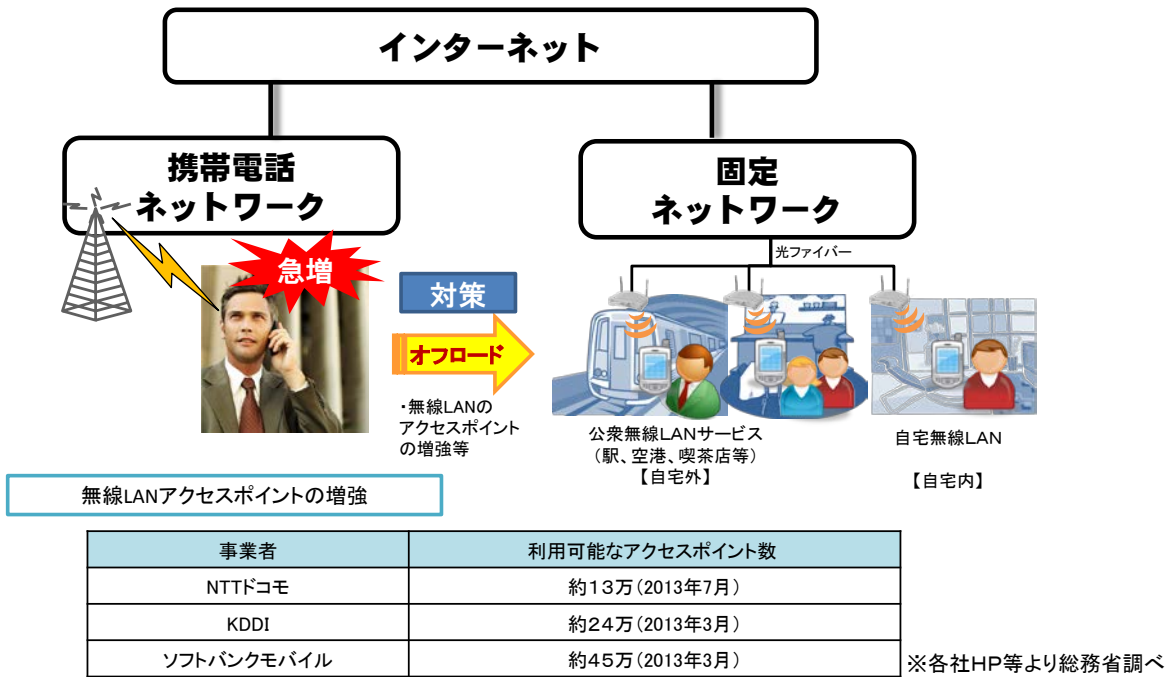 インターネット
携帯電話
ネットワーク
固定
ネットワーク
光ファイバー
急増
対策
オフロード
・無線LANの
アクセスポイント
の増強等
公衆無線LANサービス
（駅、空港、喫茶店等）
【自宅外】
自宅無線LAN
【自宅内】
無線LANアクセスポイントの増強
事業者 利用可能なアクセスポイント数
NTTドコモ 約13万（2013年7月）
KDDI 約24万（2013年3月）
ソフトバンクモバイル 約45万（2013年3月）
※各社HP等より総務省調べ